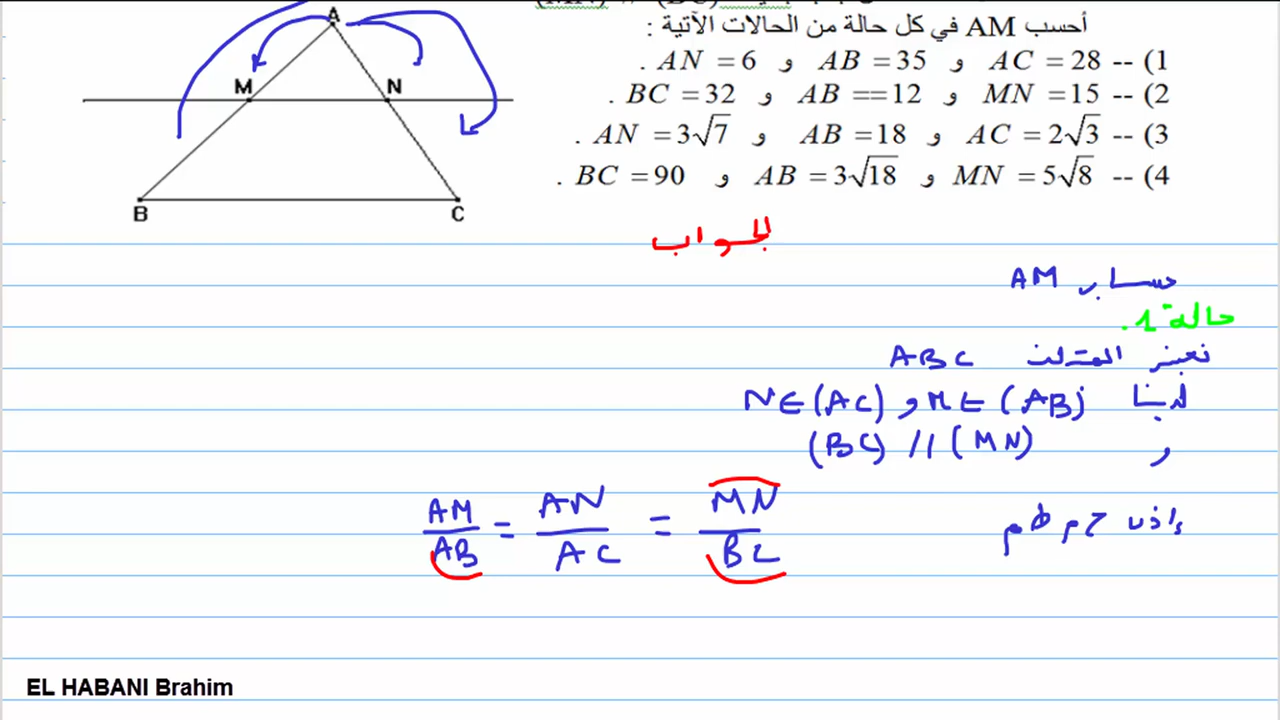 أحسب AM في كل حالة من الحالات الآتية :
1) -- AC = 28 و AB = 35 و AN = 6 .
2) -- MN = 15 و AB == 12 و BC = 32 .
3) -- AC = 2√3 و AB = 18 و AN = 3√7 .
4) -- MN = 5√8 و AB = 3√18 و BC = 90 .
A
M
N
B
C
الجواب
حساب AM
حالة 1.
نعتبر المثلث ABC
لدينا M ∈ (AB) و N ∈ (AC)
و (BC) // (MN)
إذن ح م ط م
AM/AB = AN/AC = MN/BC
EL HABANI Brahim